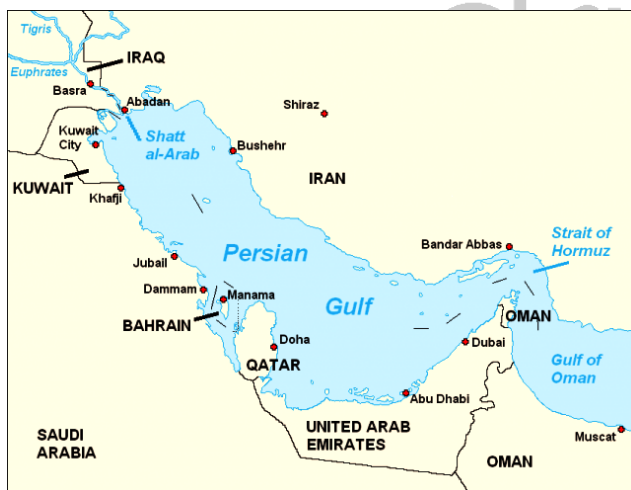 Tigris
IRAQ
Euphrates
Basra
Abadan
Shiraz
Kuwait
City
Shatt
al-Arab
Bushehr
IRAN
KUWAIT
Khafji
Strait of
Hormuz
Bandar Abbas
Persian
Jubail
Dammam
Manama
Gulf
OMAN
BAHRAIN
Doha
Dubai
QATAR
Gulf of
Oman
Abu Dhabi
UNITED ARAB
EMIRATES
Muscat
SAUDI
ARABIA
OMAN